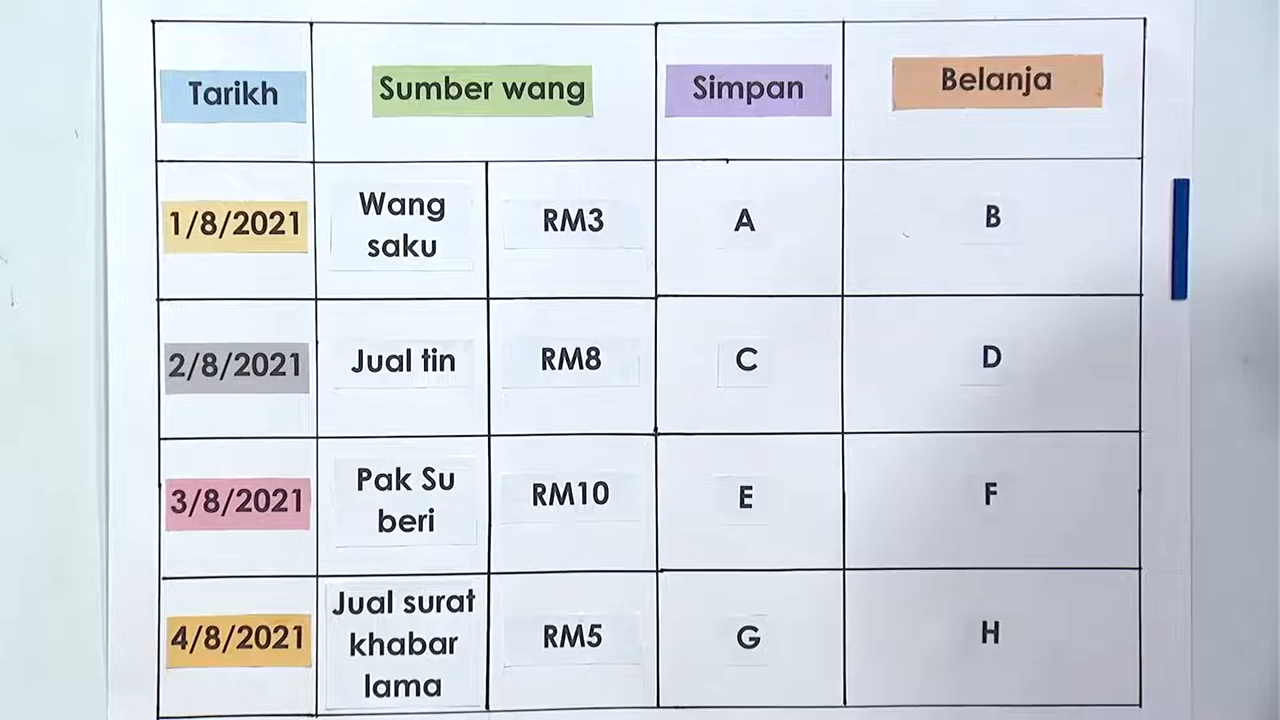 Tarikh Sumber wang Simpan Belanja
1/8/2021 Wang saku RM3 A B
2/8/2021 Jual tin RM8 C D
3/8/2021 Pak Su beri RM10 E F
4/8/2021 Jual surat khabar lama RM5 G H